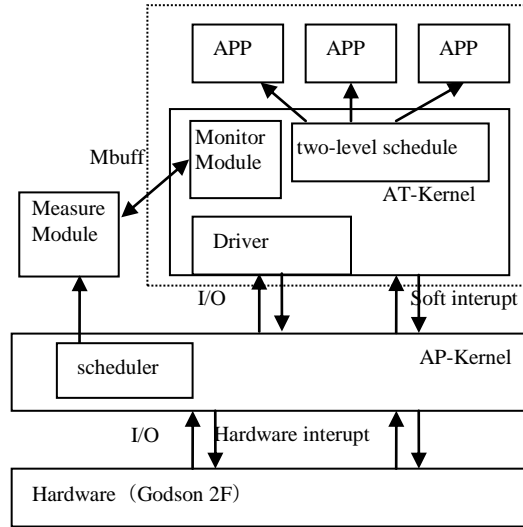 APP APP APP
Monitor
Module
two-level schedule
Mbuff
AT-Kernel
Measure
Module
Driver
I/O Soft interupt
AP-Kernel
scheduler
I/O Hardware interupt
Hardware（Godson 2F）